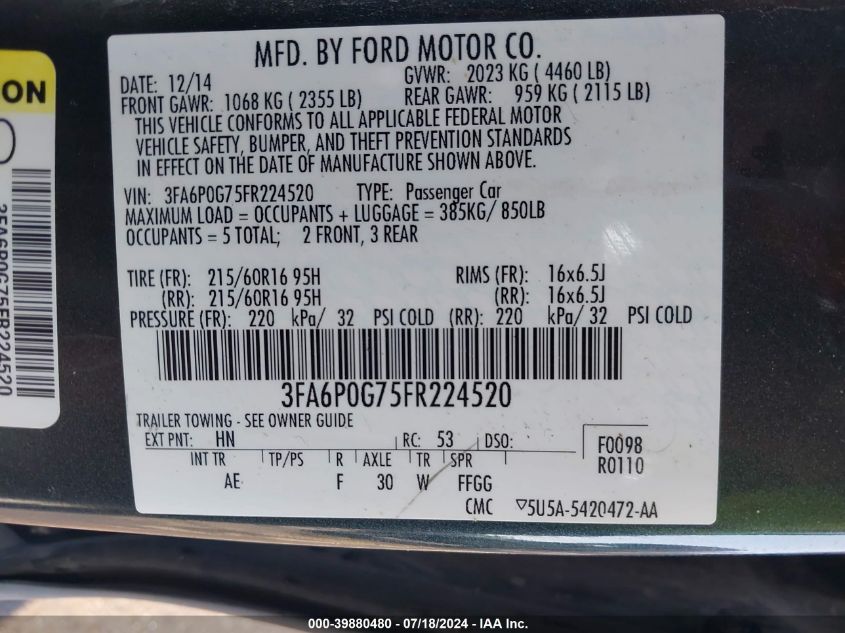 MFD. BY FORD MOTOR CO.
DATE: 12/14 GVWR: 2023 KG ( 4460 LB)
FRONT GAWR: 1068 KG ( 2355 LB) REAR GAWR: 959 KG ( 2115 LB)
THIS VEHICLE CONFORMS TO ALL APPLICABLE FEDERAL MOTOR
VEHICLE SAFETY, BUMPER, AND THEFT PREVENTION STANDARDS
IN EFFECT ON THE DATE OF MANUFACTURE SHOWN ABOVE.
VIN: 3FA6P0G75FR224520 TYPE: Passenger Car
MAXIMUM LOAD = OCCUPANTS + LUGGAGE = 385KG/ 850LB
OCCUPANTS = 5 TOTAL; 2 FRONT, 3 REAR
TIRE (FR): 215/60R16 95H RIMS (FR): 16x6.5J
(RR): 215/60R16 95H (RR): 16x6.5J
PRESSURE (FR): 220 kPa/ 32 PSI COLD (RR): 220 kPa/ 32 PSI COLD
3FA6P0G75FR224520
TRAILER TOWING - SEE OWNER GUIDE
EXT PNT: HN RC: 53 DSO: F0098
INT TR TP/PS R AXLE TR SPR R0110
AE F 30 W FFGG
CMC ▽5U5A-5420472-AA
ON
3FA6P0G75FR224520
000-39880480 - 07/18/2024 - IAA Inc.